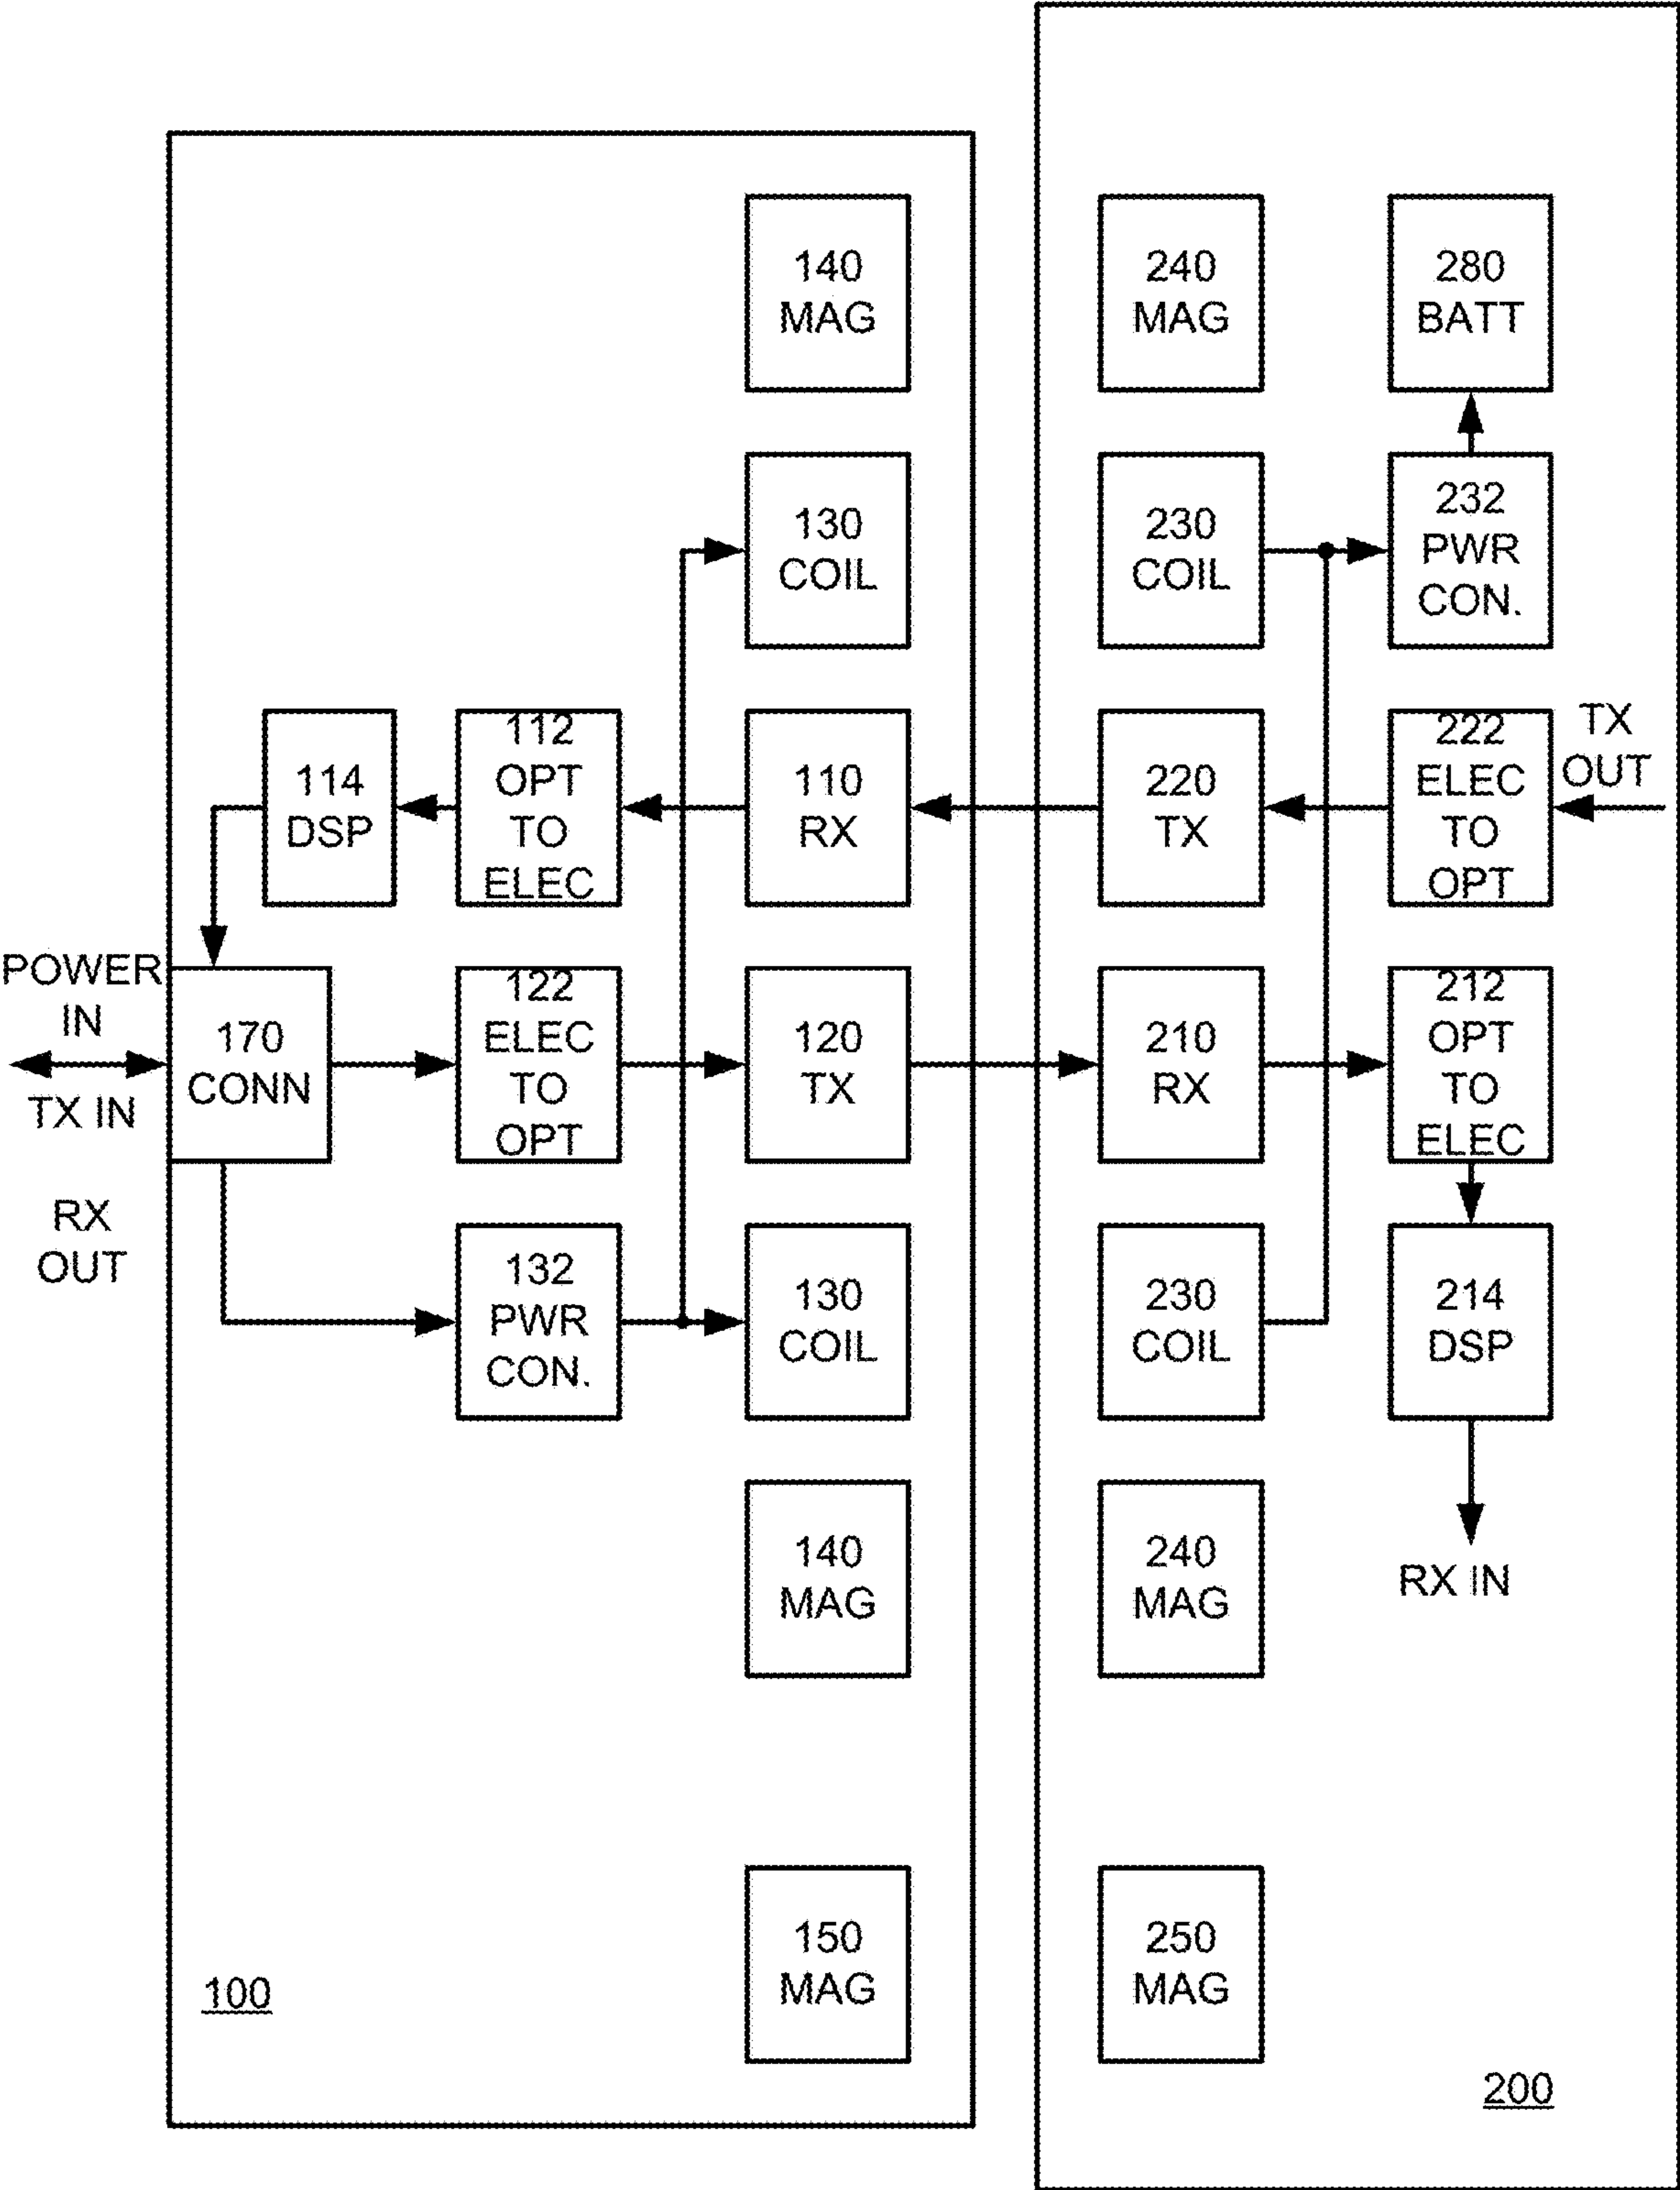 140
MAG
240
MAG
280
BATT
130
COIL
230
COIL
232
PWR
CON.
114
DSP
112
OPT
TO
ELEC
110
RX
220
TX
222
ELEC
TO
OPT
TX
OUT
POWER
IN
TX IN
170
CONN
122
ELEC
TO
OPT
120
TX
210
RX
212
OPT
TO
ELEC
RX
OUT
132
PWR
CON.
130
COIL
230
COIL
214
DSP
140
MAG
240
MAG
RX IN
150
MAG
250
MAG
100
200